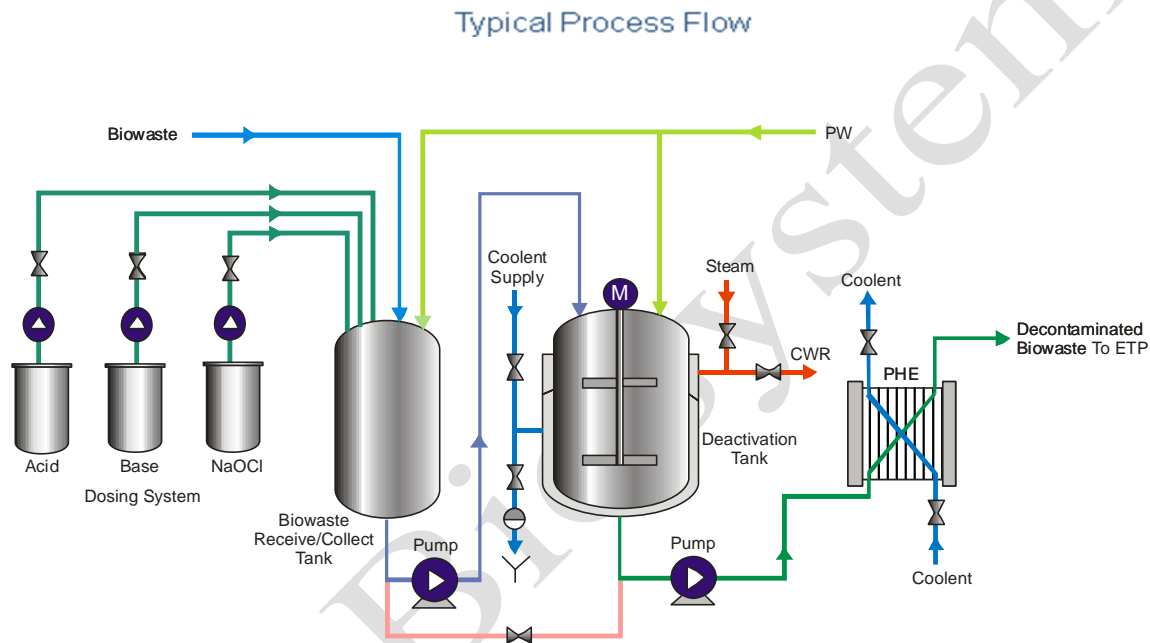 Typical Process Flow
Biosystem
Biowaste
PW
Coolent
Supply
Steam
M
Coolent
CWR
Decontaminated
Biowaste To ETP
PHE
Deactivation
Tank
Acid
Base
NaOCl
Dosing System
Biowaste
Receive/Collect
Tank
Pump
Pump
Coolent